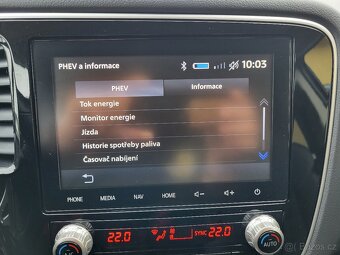 PHEV a informace 10:03
PHEV Informace
Tok energie
Monitor energie
Jízda
Historie spotřeby paliva
Časovač nabíjení
PHONE MEDIA NAV HOME
22.0 SYNC 22.0
AUTO